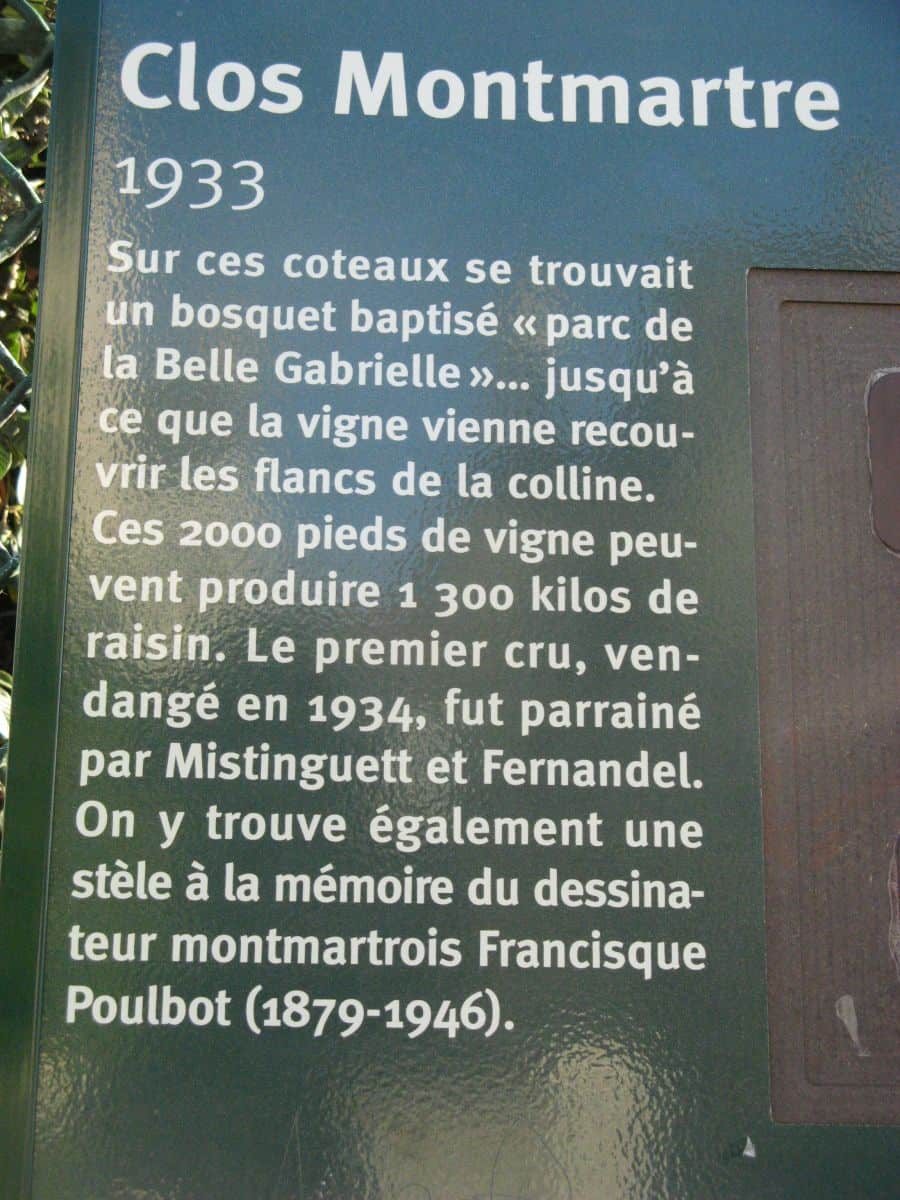 Clos Montmartre
1933
Sur ces coteaux se trouvait
un bosquet baptisé « parc de
la Belle Gabrielle »... jusqu'à
ce que la vigne vienne recou-
vrir les flancs de la colline.
Ces 2000 pieds de vigne peu-
vent produire 1 300 kilos de
raisin. Le premier cru, ven-
dangé en 1934, fut parrainé
par Mistinguett et Fernandel.
On y trouve également une
stèle à la mémoire du dessina-
teur montmartrois Francisque
Poulbot (1879-1946).